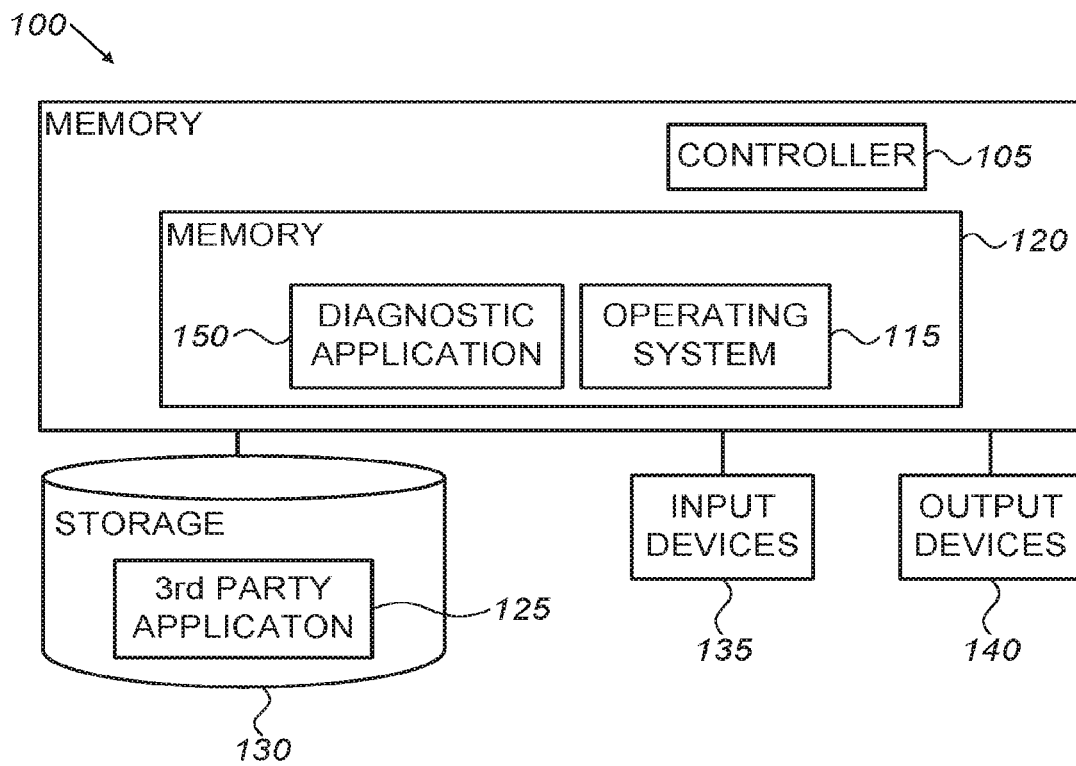 100
MEMORY
CONTROLLER
105
MEMORY
120
DIAGNOSTIC
APPLICATION
150
OPERATING
SYSTEM
115
STORAGE
3rd PARTY
APPLICATON
125
130
INPUT
DEVICES
135
OUTPUT
DEVICES
140